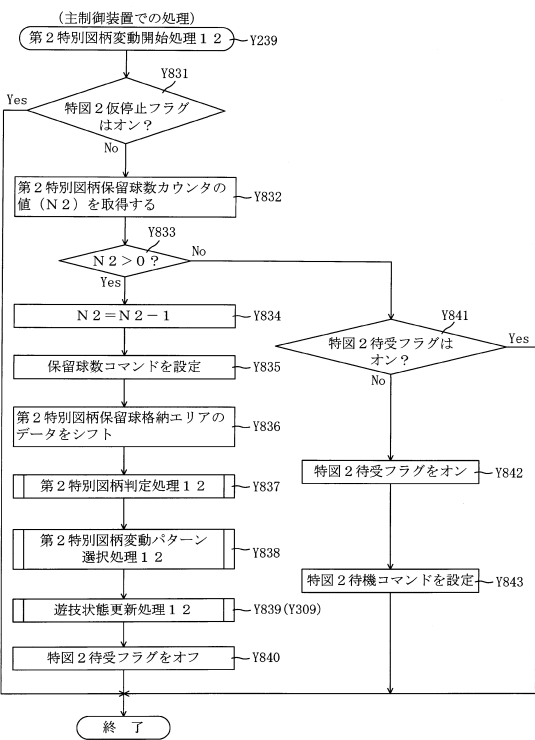 (主制御装置での処理)
第2特別図柄変動開始処理12
Y239
Y831
Yes
特図2仮停止フラグ
はオン?
No
第2特別図柄保留球数カウンタの
値(N2)を取得する
Y832
Y833
No
N2>0?
Yes
N2=N2-1
Y834
Y841
特図2待受フラグは
オン?
Yes
No
保留球数コマンドを設定
Y835
第2特別図柄保留球格納エリアの
データをシフト
Y836
第2特別図柄判定処理12
Y837
特図2待受フラグをオン
Y842
第2特別図柄変動パターン
選択処理12
Y838
特図2待機コマンドを設定
Y843
遊技状態更新処理12
Y839(Y309)
特図2待受フラグをオフ
Y840
終 了